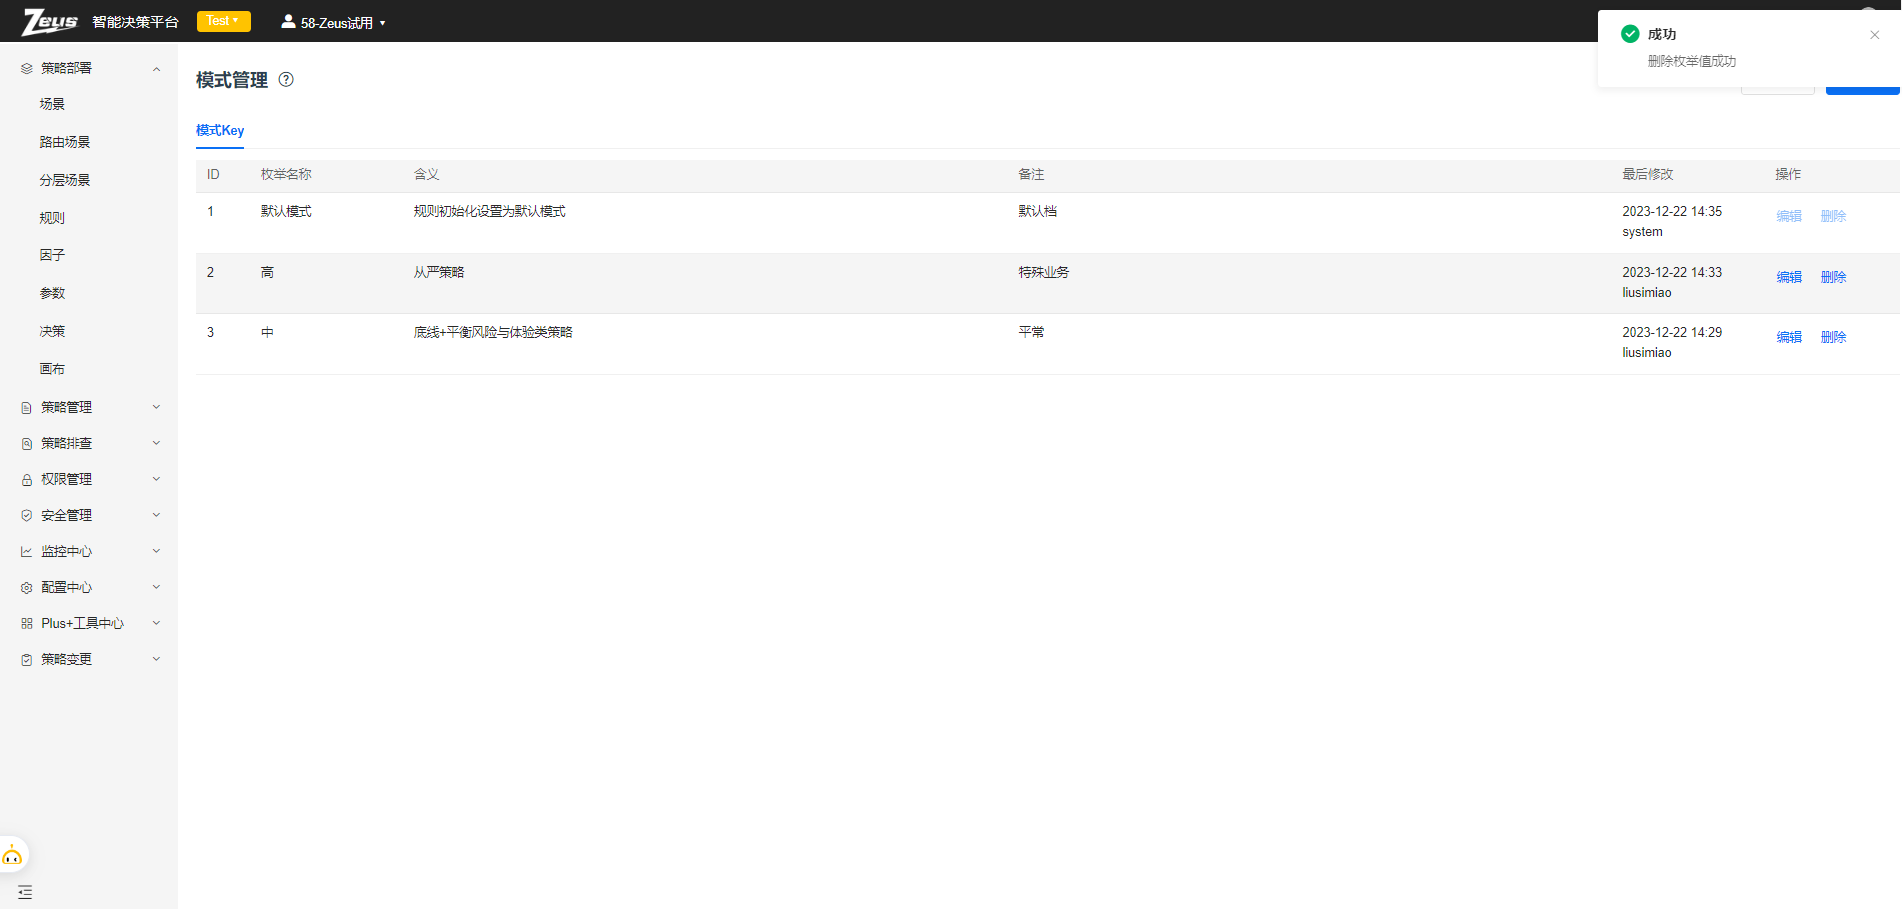 Zeus 智能决策平台 Test 58-Zeus试用
成功
删除枚举值成功
策略部署
场景
路由场景
分层场景
规则
因子
参数
决策
画布
策略管理
策略排查
权限管理
安全管理
监控中心
配置中心
Plus+工具中心
策略变更
模式管理 ?
模式Key
ID 枚举名称 含义 备注 最后修改 操作
1 默认模式 规则初始化设置为默认模式 默认档 2023-12-22 14:35 编辑 删除
system
2 高 从严策略 特殊业务 2023-12-22 14:33 编辑 删除
liusimiao
3 中 底线+平衡风险与体验类策略 平常 2023-12-22 14:29 编辑 删除
liusimiao